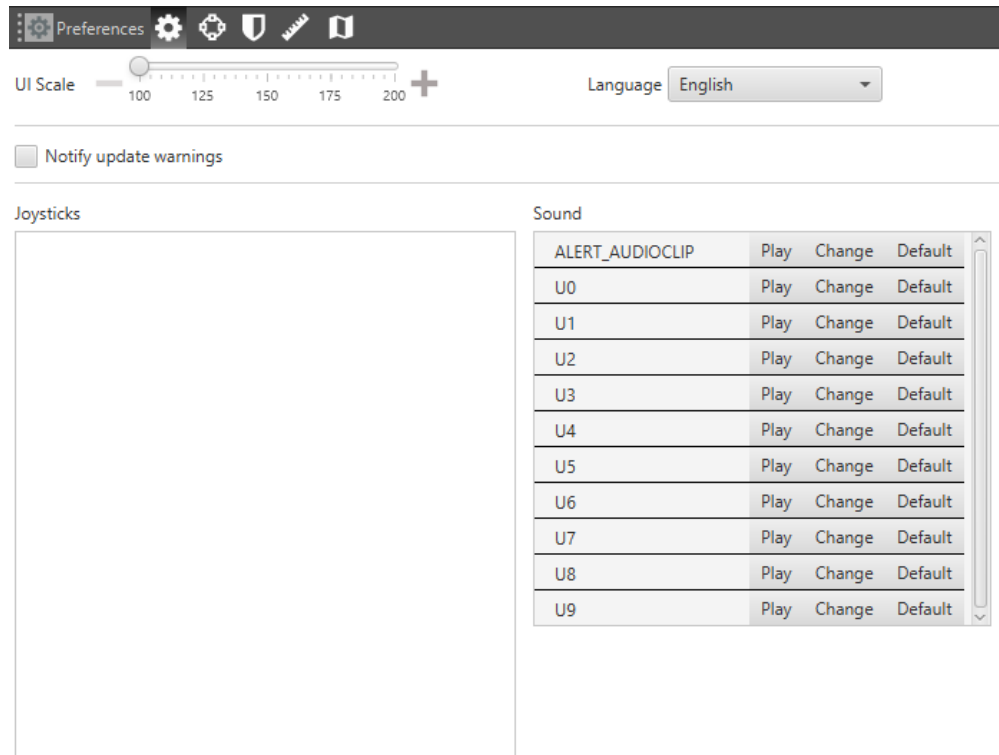 Preferences
UI Scale
100 125 150 175 200
Language English
Notify update warnings
Joysticks
Sound
ALERT_AUDIOCLIP Play Change Default
U0 Play Change Default
U1 Play Change Default
U2 Play Change Default
U3 Play Change Default
U4 Play Change Default
U5 Play Change Default
U6 Play Change Default
U7 Play Change Default
U8 Play Change Default
U9 Play Change Default